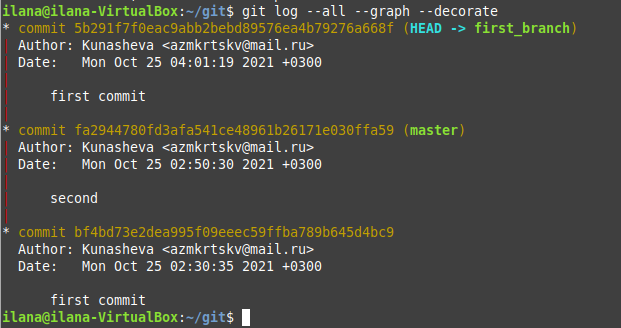 ilana@ilana-VirtualBox:~/git$ git log --all --graph --decorate
* commit 5b291f7f0eac9abb2bebd89576ea4b79276a668f (HEAD -> first_branch)
| Author: Kunasheva <azmkrtskv@mail.ru>
| Date:   Mon Oct 25 04:01:19 2021 +0300
|
|     first commit
|
* commit fa2944780fd3afa541ce48961b26171e030ffa59 (master)
| Author: Kunasheva <azmkrtskv@mail.ru>
| Date:   Mon Oct 25 02:50:30 2021 +0300
|
|     second
|
* commit bf4bd73e2dea995f09eeec59ffba789b645d4bc9
  Author: Kunasheva <azmkrtskv@mail.ru>
  Date:   Mon Oct 25 02:30:35 2021 +0300

      first commit
ilana@ilana-VirtualBox:~/git$